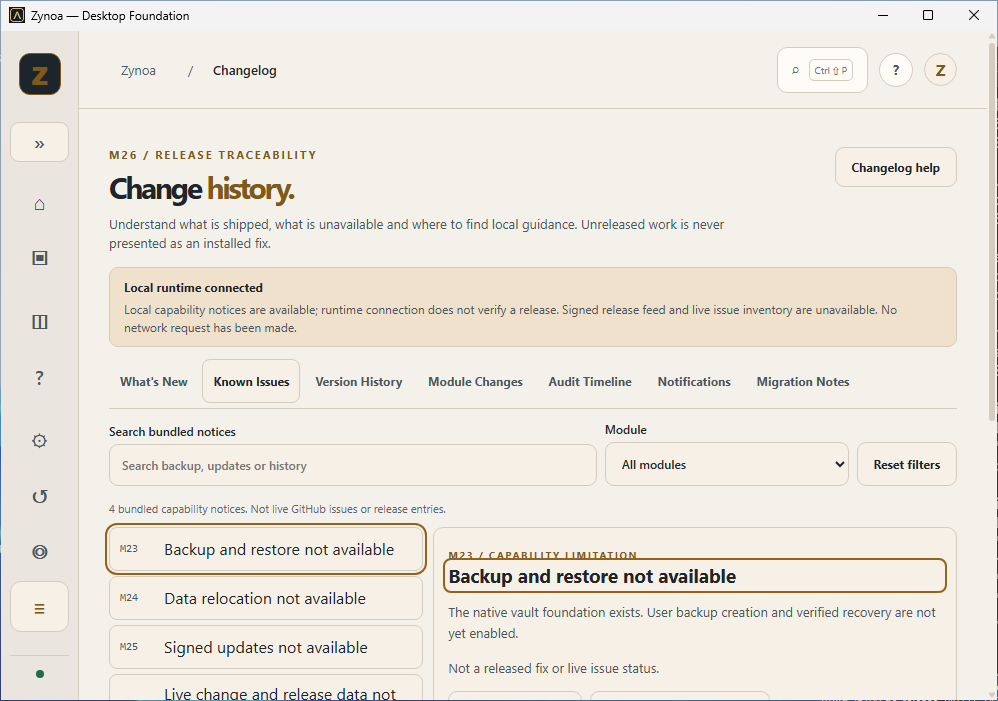 Zynoa — Desktop Foundation
Z
Zynoa / Changelog
Ctrl ⇧ P
?
Z
»
M26 / RELEASE TRACEABILITY
Change history.
Changelog help
Understand what is shipped, what is unavailable and where to find local guidance. Unreleased work is never
presented as an installed fix.
Local runtime connected
Local capability notices are available; runtime connection does not verify a release. Signed release feed and live issue inventory are unavailable. No
network request has been made.
?
What's New Known Issues Version History Module Changes Audit Timeline Notifications Migration Notes
Search bundled notices
Module
Search backup, updates or history
All modules
Reset filters
4 bundled capability notices. Not live GitHub issues or release entries.
M23 Backup and restore not available
M24 Data relocation not available
M25 Signed updates not available
Live change and release data not
M23 / CAPABILITY LIMITATION
Backup and restore not available
The native vault foundation exists. User backup creation and verified recovery are not
yet enabled.
Not a released fix or live issue status.